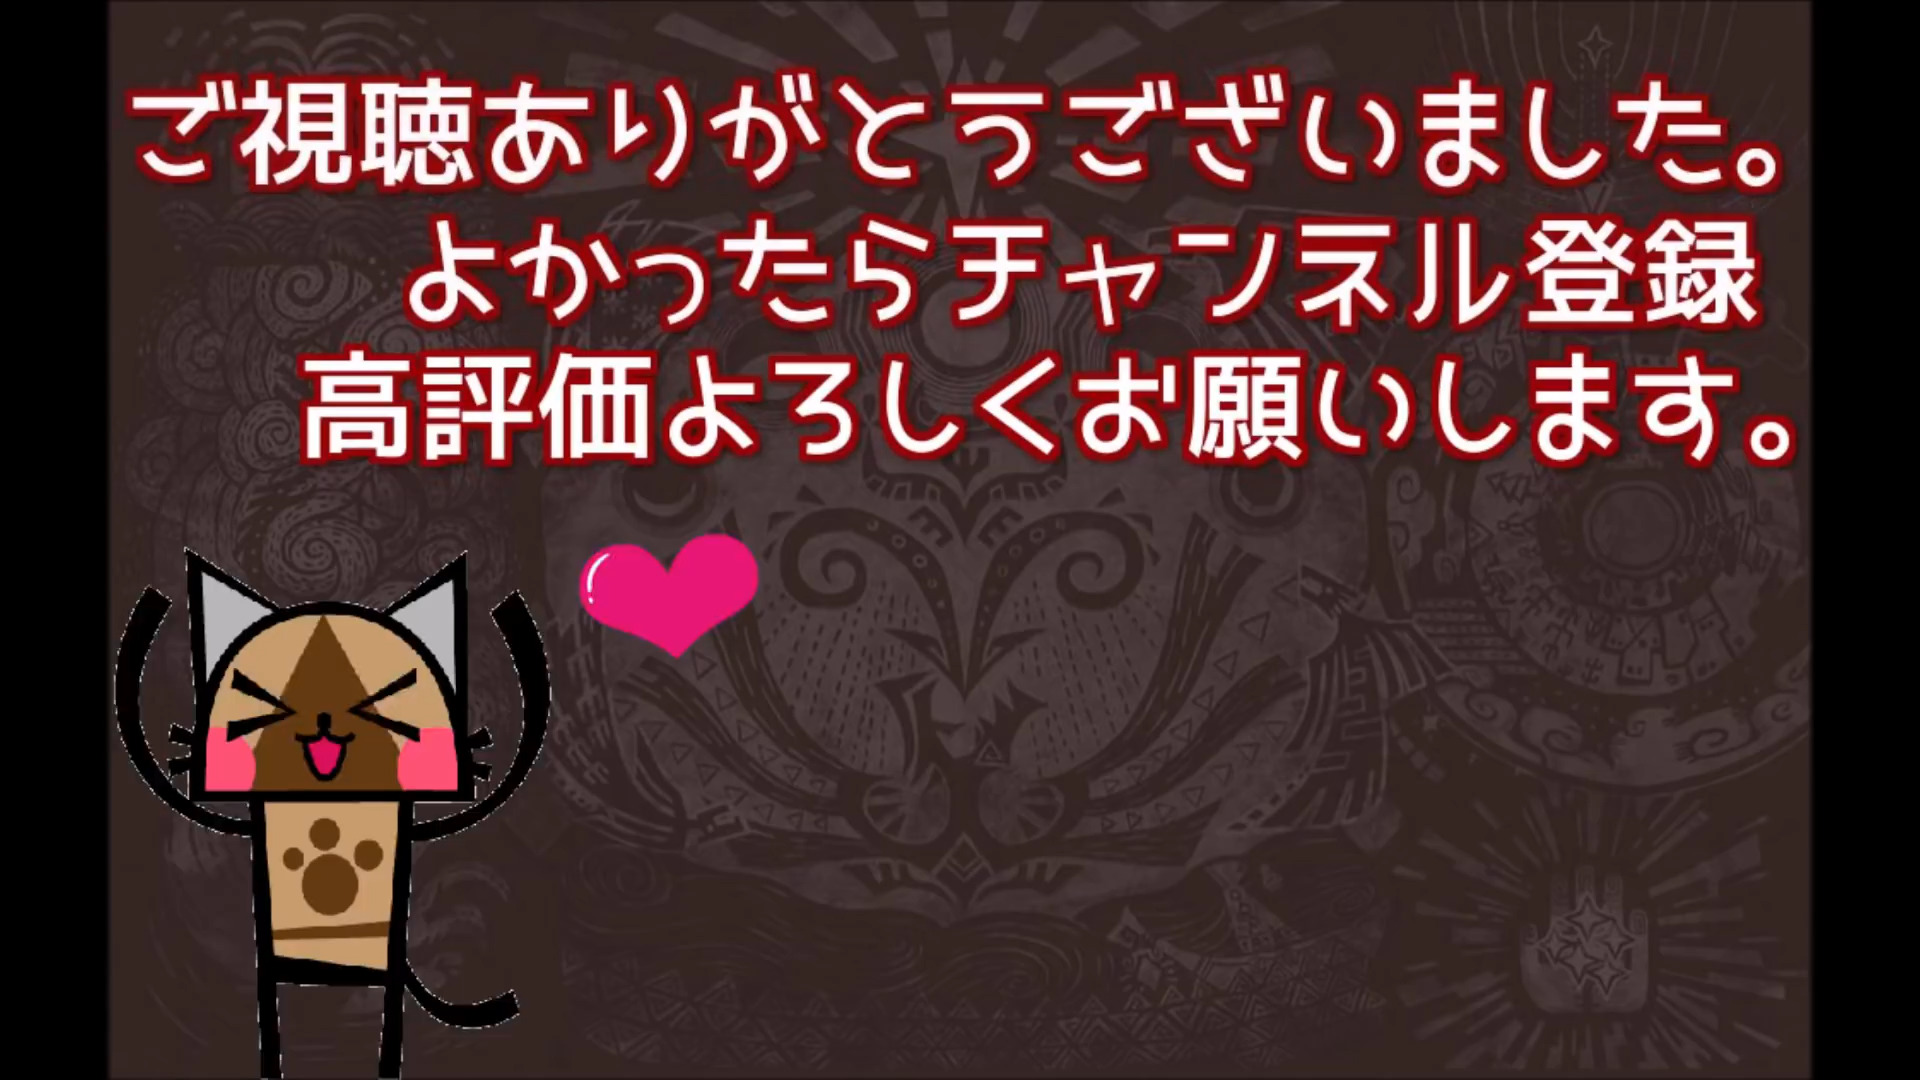 ご視聴ありがとうございました。
よかったらチャンネル登録
高評価よろしくお願いします。